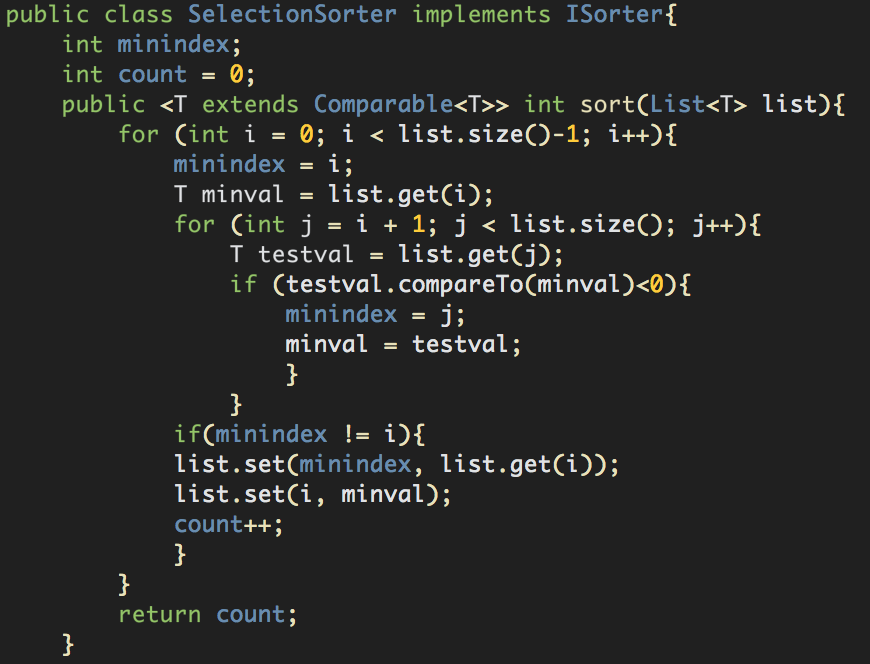 public class SelectionSorter implements ISorter{
    int minindex;
    int count = 0;
    public <T extends Comparable<T>> int sort(List<T> list){
        for (int i = 0; i < list.size()-1; i++){
            minindex = i;
            T minval = list.get(i);
            for (int j = i + 1; j < list.size(); j++){
                T testval = list.get(j);
                if (testval.compareTo(minval)<0){
                    minindex = j;
                    minval = testval;
                    }
                }
            if(minindex != i){
            list.set(minindex, list.get(i));
            list.set(i, minval);
            count++;
            }
        }
        return count;
    }